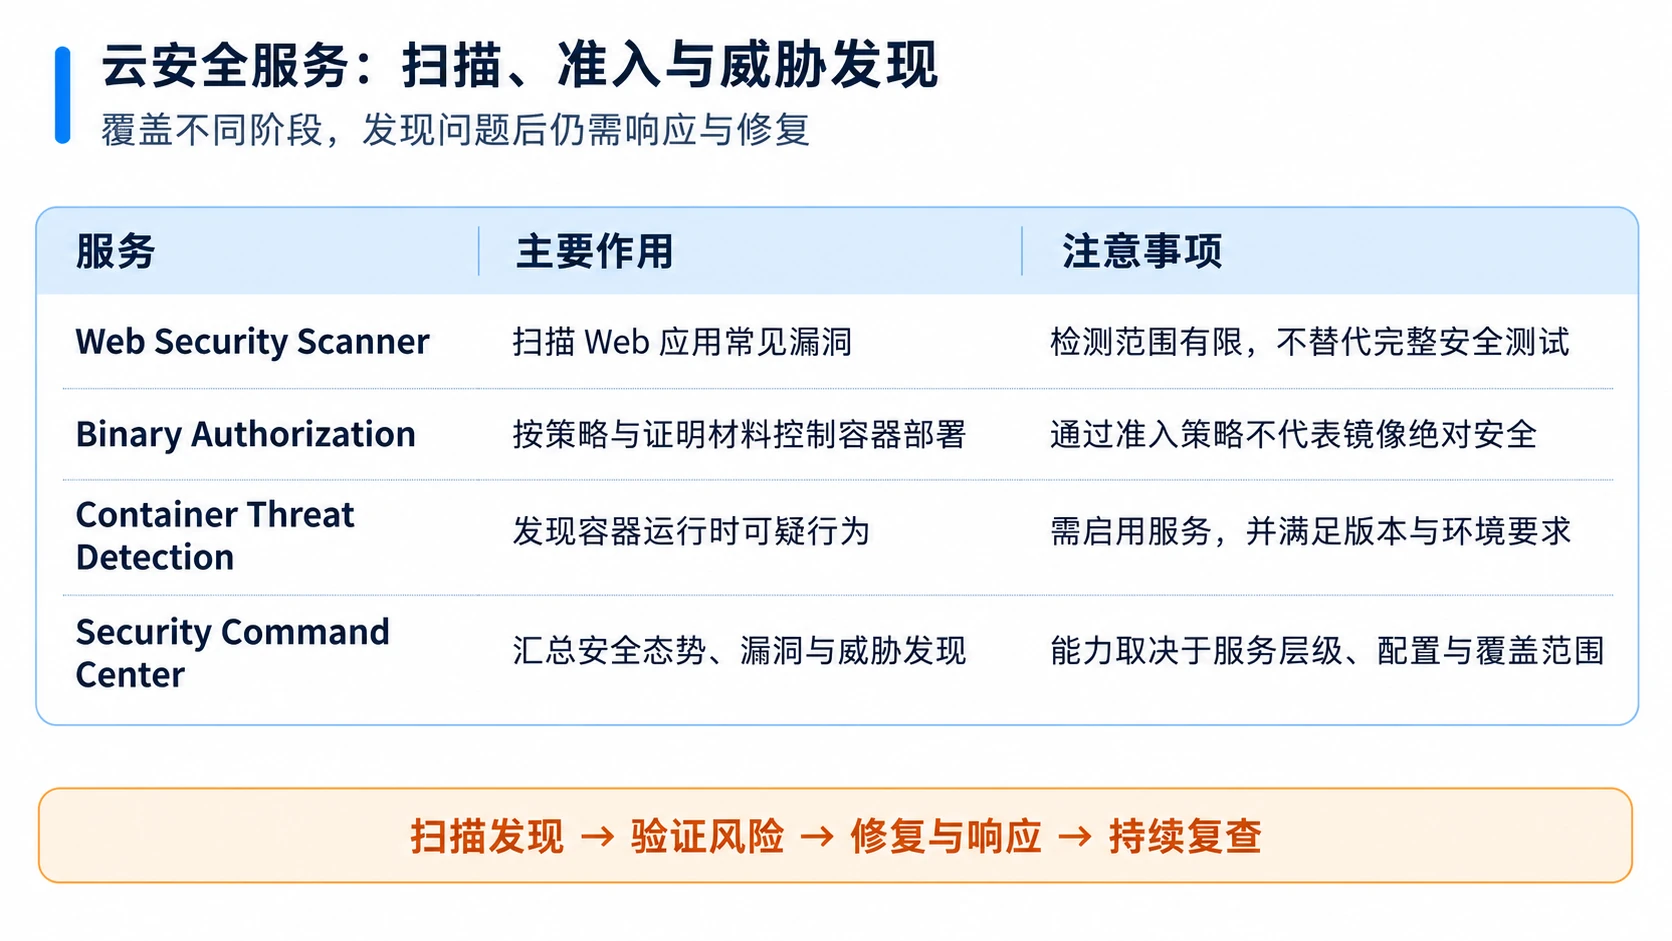 云安全服务：扫描、准入与威胁发现
覆盖不同阶段，发现问题后仍需响应与修复
服务
主要作用
注意事项
Web Security Scanner
扫描 Web 应用常见漏洞
检测范围有限，不替代完整安全测试
Binary Authorization
按策略与证明材料控制容器部署
通过准入策略不代表镜像绝对安全
Container Threat
Detection
发现容器运行时可疑行为
需启用服务，并满足版本与环境要求
Security Command
Center
汇总安全态势、漏洞与威胁发现
能力取决于服务层级、配置与覆盖范围
扫描发现 → 验证风险 → 修复与响应 → 持续复查